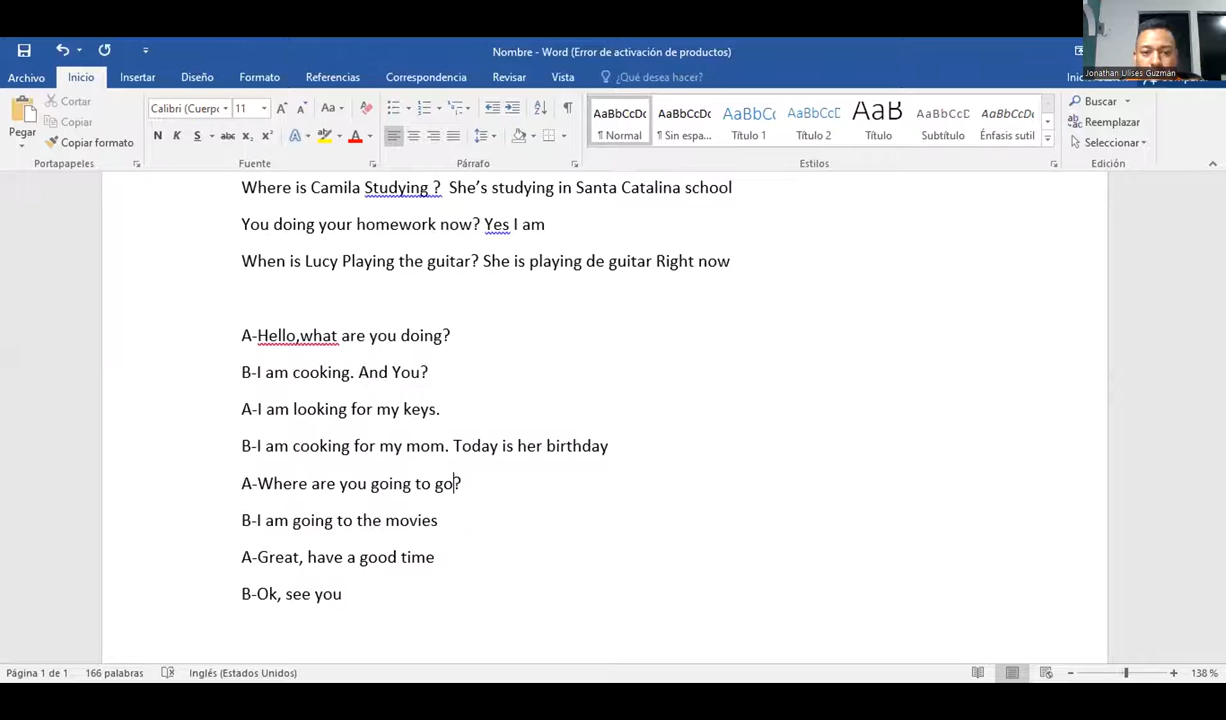 Nombre - Word (Error de activación de productos)
Jonathan Ulises Guzmán
Archivo Inicio Insertar Diseño Formato Referencias Correspondencia Revisar Vista ¿Qué desea hacer?
Pegar
Cortar
Copiar
Copiar formato
Calibri (Cuerpo 11
Portapapeles Fuente Párrafo Estilos Edición
AaBbCcDc AaBbCcDc AaBbCcD AaBbCcD AaB AaBbCcD AaBbCcDc
¶ Normal ¶ Sin espa... Título 1 Título 2 Título Subtítulo Énfasis sutil
Buscar
Reemplazar
Seleccionar
Where is Camila Studying ? She's studying in Santa Catalina school
You doing your homework now? Yes I am
When is Lucy Playing the guitar? She is playing de guitar Right now
A-Hello,what are you doing?
B-I am cooking. And You?
A-I am looking for my keys.
B-I am cooking for my mom. Today is her birthday
A-Where are you going to go?
B-I am going to the movies
A-Great, have a good time
B-Ok, see you
Página 1 de 1 166 palabras Inglés (Estados Unidos) 138 %